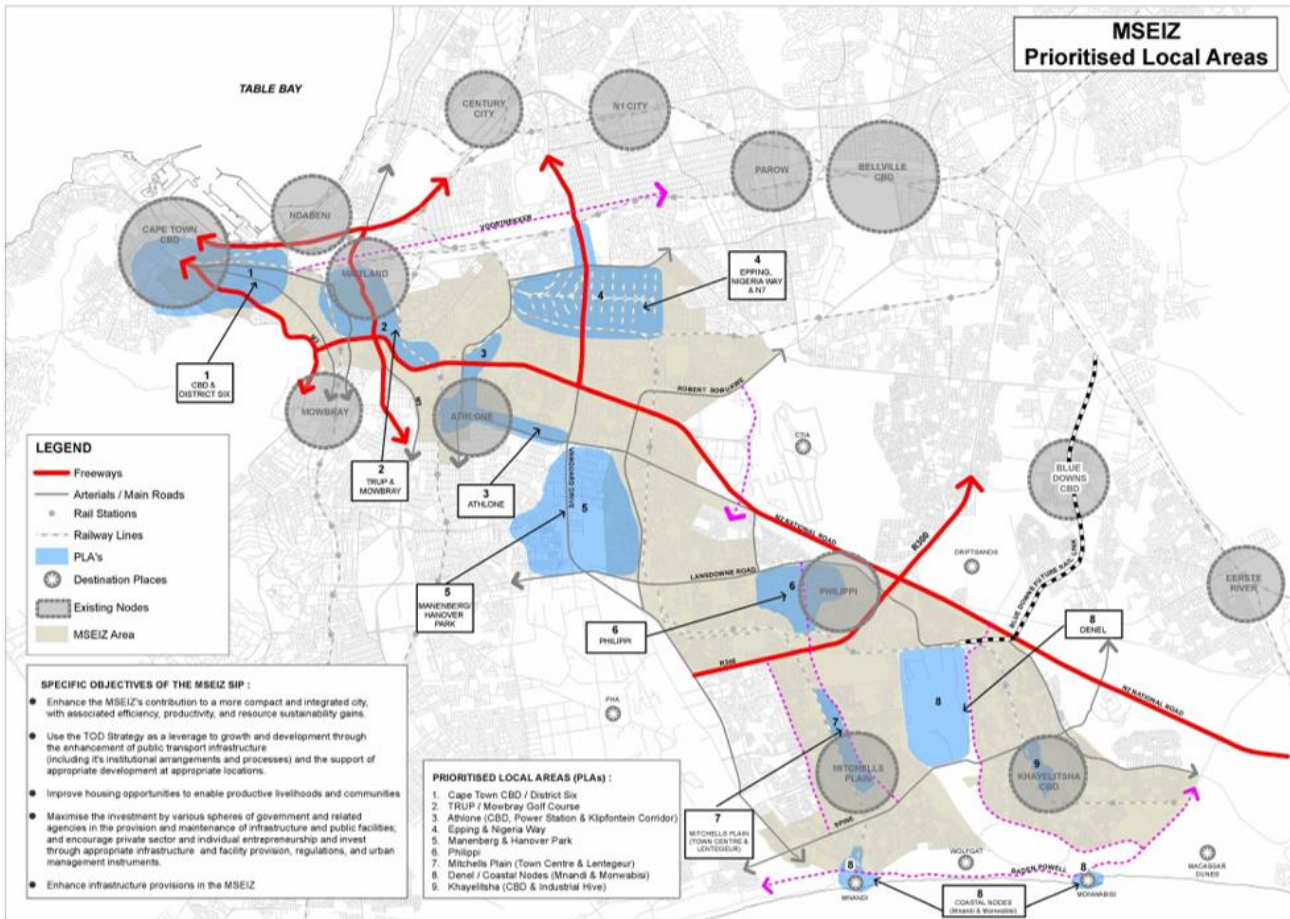 MSEIZ
Prioritised Local Areas
TABLE BAY
CENTURY
CITY
N1 CITY
PAROW
BELLVILLE
CBD
NDABENI
CAPE TOWN
CBD
VOORTREKKER
MAITLAND
1
4
EPPING,
NIGERIA WAY
& N7
4
2
3
1
CBD &
DISTRICT SIX
MOWBRAY
ATHLONE
ROBERT SOBUKWE
CTIA
BLUE
DOWNS
CBD
2
TRUP &
MOWBRAY
3
ATHLONE
VANGUARD DRIVE
5
N2 NATIONAL ROAD
R300
DRIFTSANDS
EERSTE
RIVER
BLUE DOWNS FUTURE RAIL LINK
LANSDOWNE ROAD
5
MANENBERG/
HANOVER
PARK
6
PHILIPPI
6
PHILIPPI
8
DENEL
R300
N2 NATIONAL ROAD
PHA
8
7
MITCHELLS
PLAIN
9
KHAYELITSHA
CBD
7
MITCHELLS PLAIN
(TOWN CENTRE &
LENTEGEUR)
SPINE
WOLFGAT
BADEN POWELL
MACASSAR
DUNES
8
MNANDI
8
MONWABISI
8
COASTAL NODES
(Mnandi & Monwabisi)
LEGEND
Freeways
Arterials / Main Roads
Rail Stations
Railway Lines
PLA's
Destination Places
Existing Nodes
MSEIZ Area
SPECIFIC OBJECTIVES OF THE MSEIZ SIP :
Enhance the MSEIZ's contribution to a more compact and integrated city,
with associated efficiency, productivity, and resource sustainability gains.
Use the TOD Strategy as a leverage to growth and development through
the enhancement of public transport infrastructure
(including it's institutional arrangements and processes) and the support of
appropriate development at appropriate locations.
Improve housing opportunities to enable productive livelihoods and communities
Maximise the investment by various spheres of government and related
agencies in the provision and maintenance of infrastructure and public facilities;
and encourage private sector and individual entrepreneurship and invest
through appropriate infrastructure and facility provision, regulations, and urban
management instruments.
Enhance infrastructure provisions in the MSEIZ
PRIORITISED LOCAL AREAS (PLAs) :
1. Cape Town CBD / District Six
2. TRUP / Mowbray Golf Course
3. Athlone (CBD, Power Station & Klipfontein Corridor)
4. Epping & Nigeria Way
5. Manenberg & Hanover Park
6. Philippi
7. Mitchells Plain (Town Centre & Lentegeur)
8. Denel / Coastal Nodes (Mnandi & Monwabisi)
9. Khayelitsha (CBD & Industrial Hive)